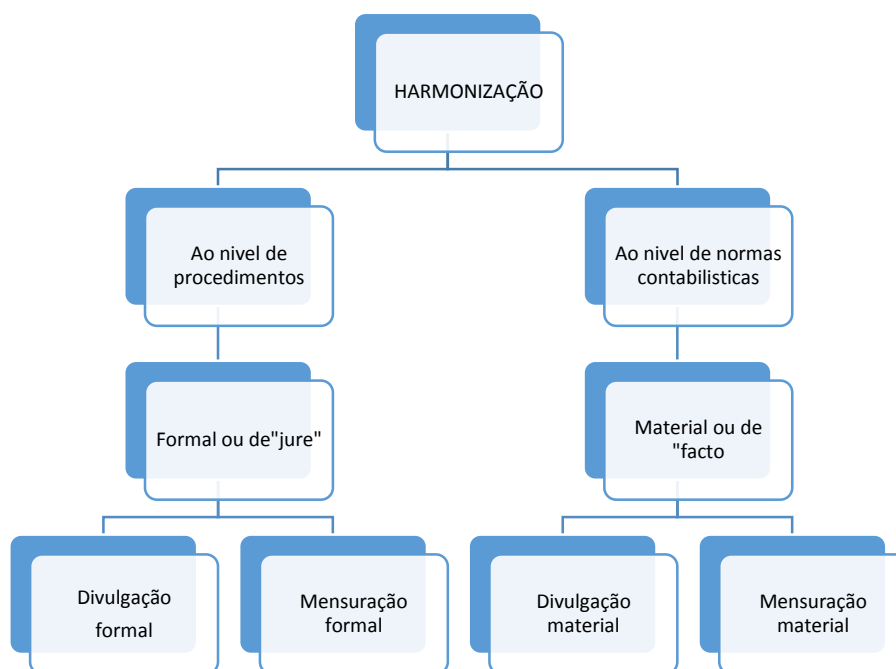 HARMONIZAÇÃO
Ao nivel de
procedimentos
Ao nivel de normas
contabilisticas
Formal ou de"jure"
Material ou de
"facto
Divulgação
formal
Mensuração
formal
Divulgação
material
Mensuração
material